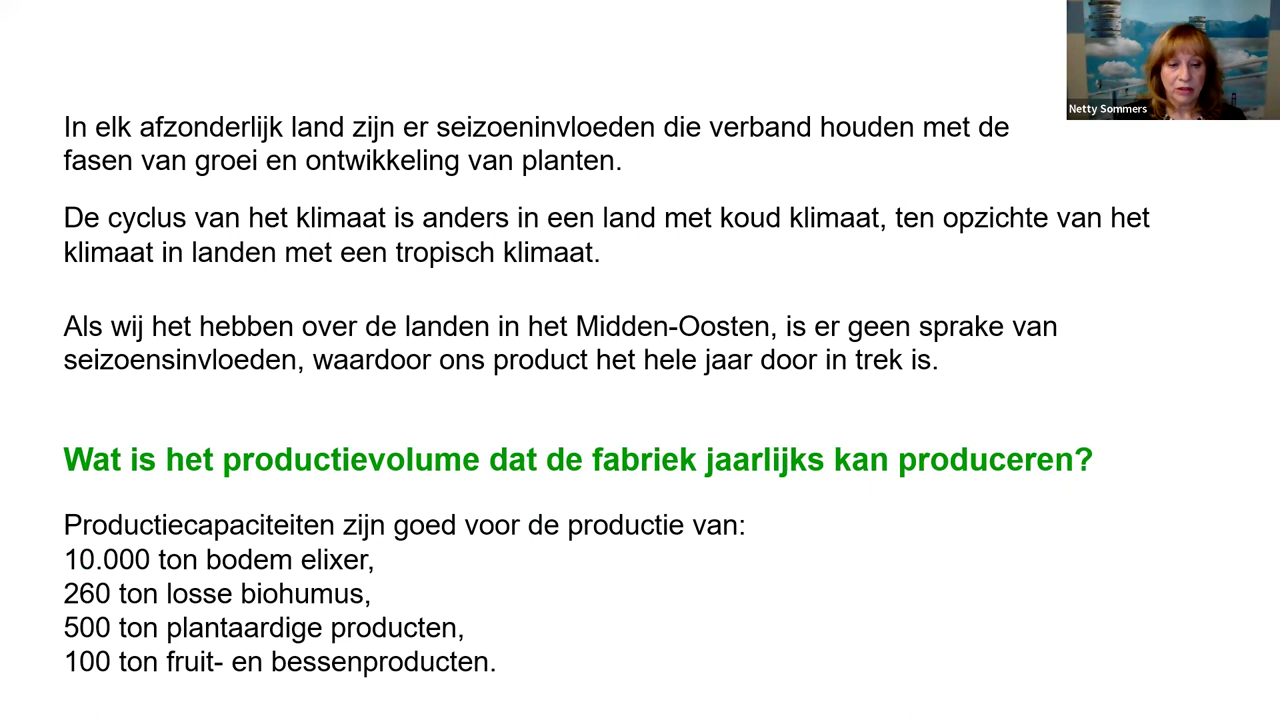 Netty Sommers
In elk afzonderlijk land zijn er seizoeninvloeden die verband houden met de
fasen van groei en ontwikkeling van planten.
De cyclus van het klimaat is anders in een land met koud klimaat, ten opzichte van het
klimaat in landen met een tropisch klimaat.
Als wij het hebben over de landen in het Midden-Oosten, is er geen sprake van
seizoensinvloeden, waardoor ons product het hele jaar door in trek is.
Wat is het productievolume dat de fabriek jaarlijks kan produceren?
Productiecapaciteiten zijn goed voor de productie van:
10.000 ton bodem elixer,
260 ton losse biohumus,
500 ton plantaardige producten,
100 ton fruit- en bessenproducten.